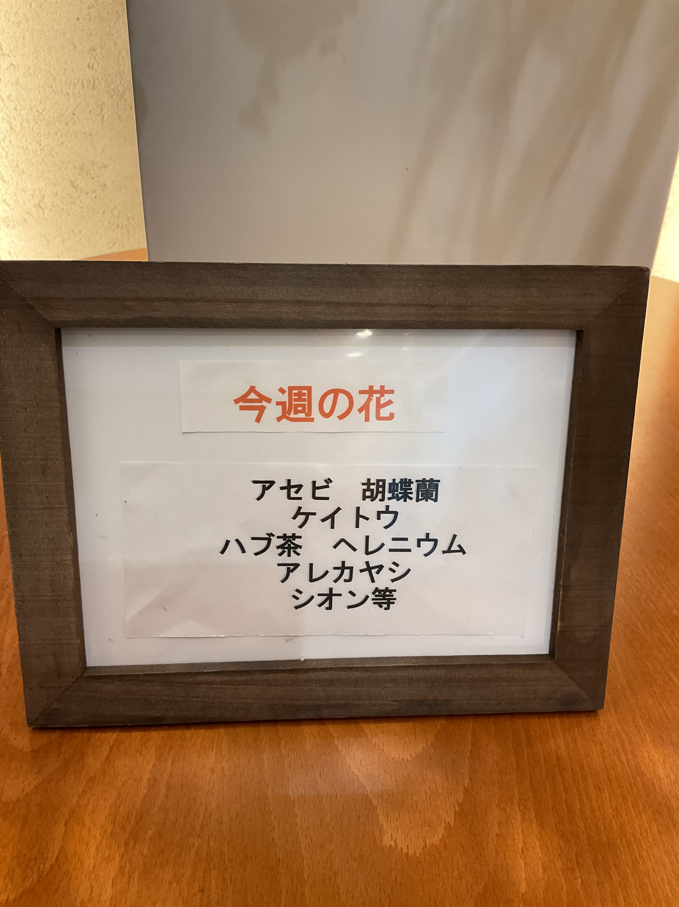 今週の花
アセビ　胡蝶蘭
ケイトウ
ハブ茶　ヘレニウム
アレカヤシ
シオン等